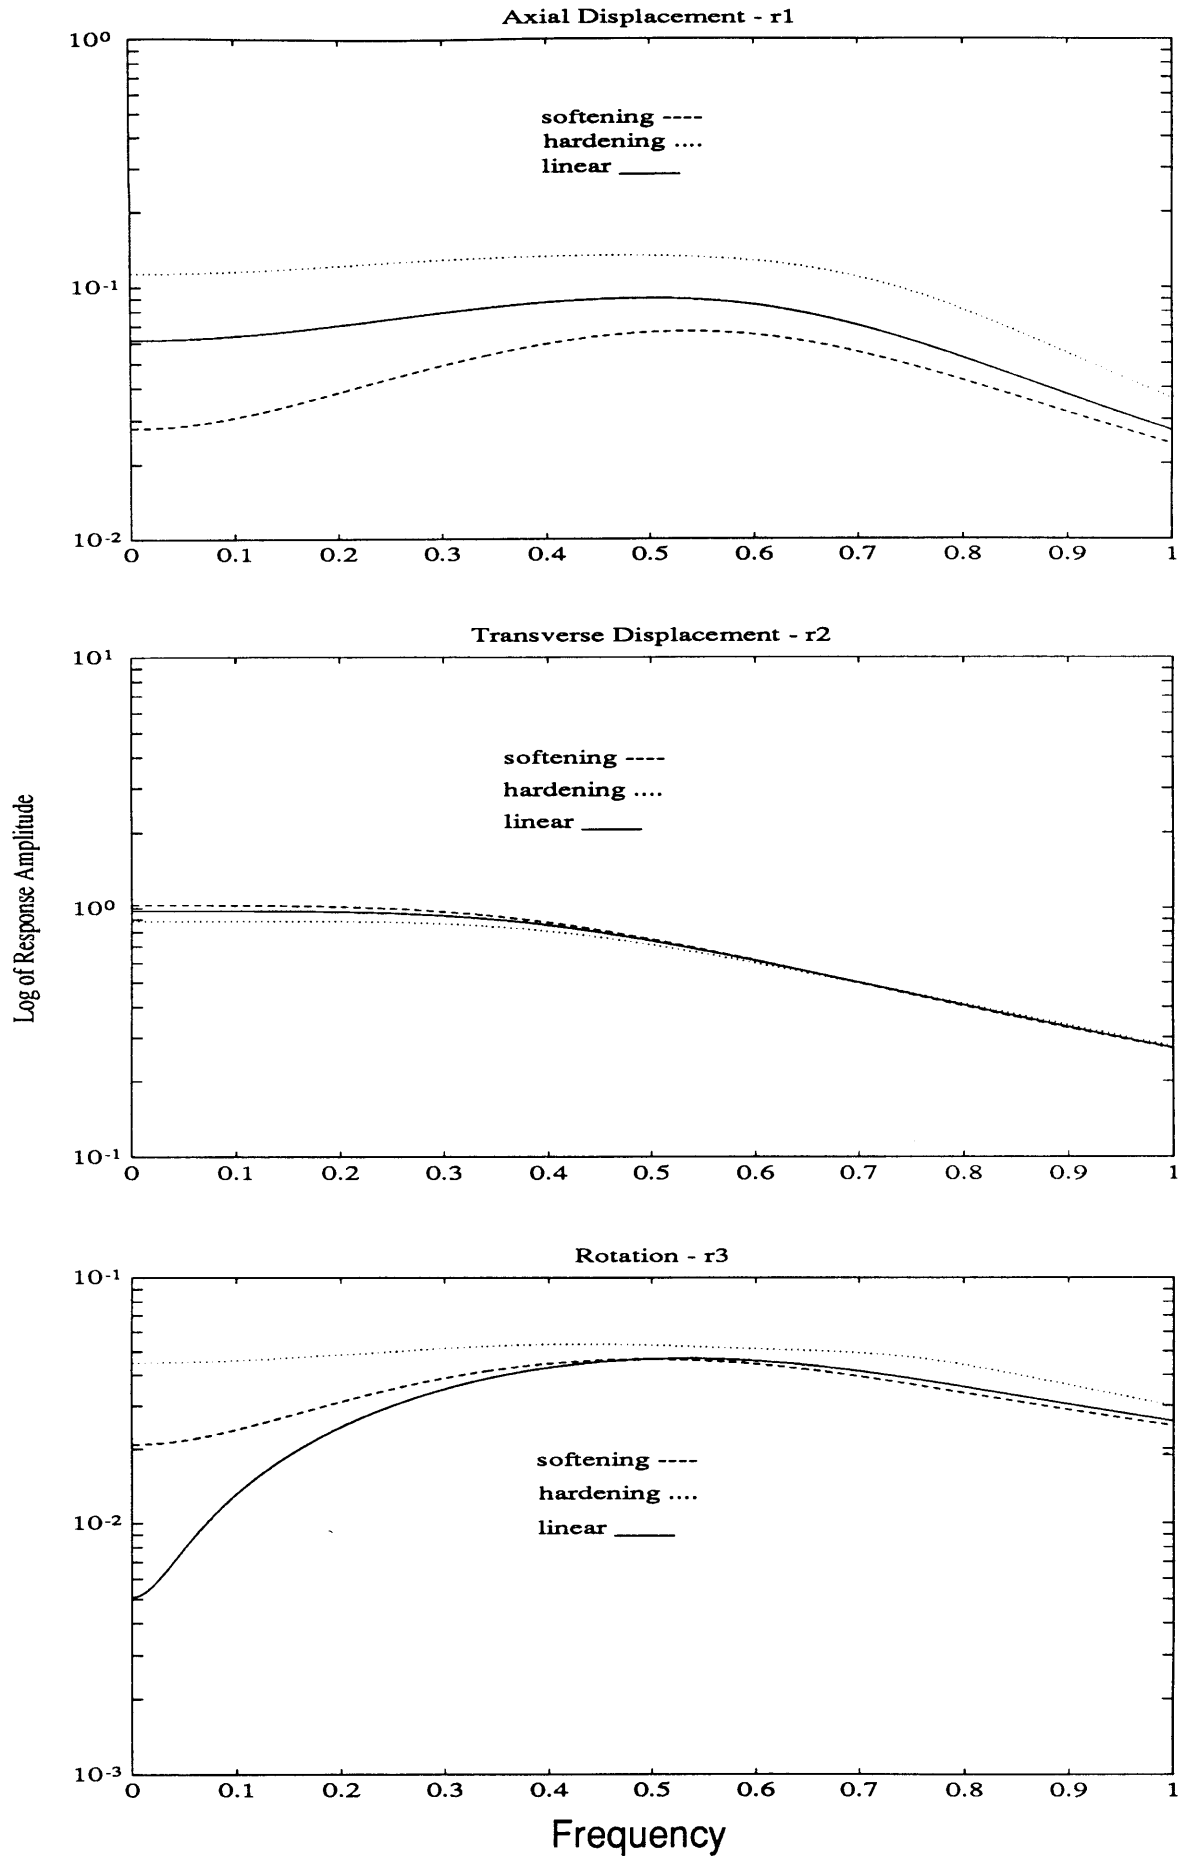 Axial Displacement - r1
10⁰
softening ----
hardening ....
linear ____
10⁻¹
10⁻²
0 0.1 0.2 0.3 0.4 0.5 0.6 0.7 0.8 0.9 1
Transverse Displacement - r2
10¹
softening ----
hardening ....
linear ____
Log of Response Amplitude
10⁰
10⁻¹
0 0.1 0.2 0.3 0.4 0.5 0.6 0.7 0.8 0.9 1
Rotation - r3
10⁻¹
softening ----
hardening ....
linear ____
10⁻²
10⁻³
0 0.1 0.2 0.3 0.4 0.5 0.6 0.7 0.8 0.9 1
Frequency